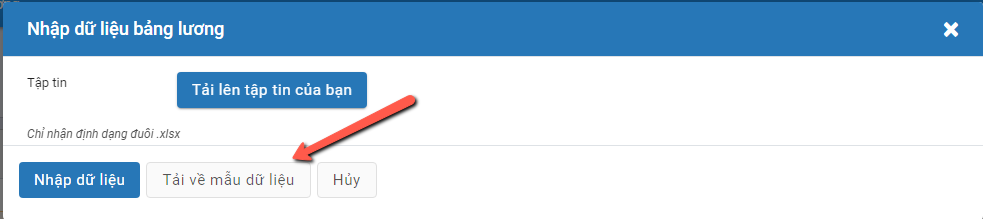 Nhập dữ liệu bảng lương
Tập tin
Tải lên tập tin của bạn
Chỉ nhận định dạng đuôi .xlsx
Nhập dữ liệu
Tải về mẫu dữ liệu
Hủy